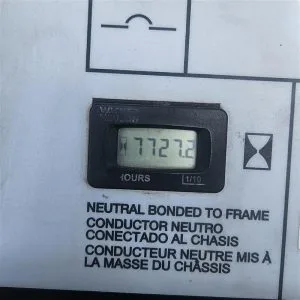 7727.2
HOURS 1/10
NEUTRAL BONDED TO FRAME
CONDUCTOR NEUTRO
CONECTADO AL CHASIS
CONDUCTEUR NEUTRE MIS À
LA MASSE DU CHÂSSIS